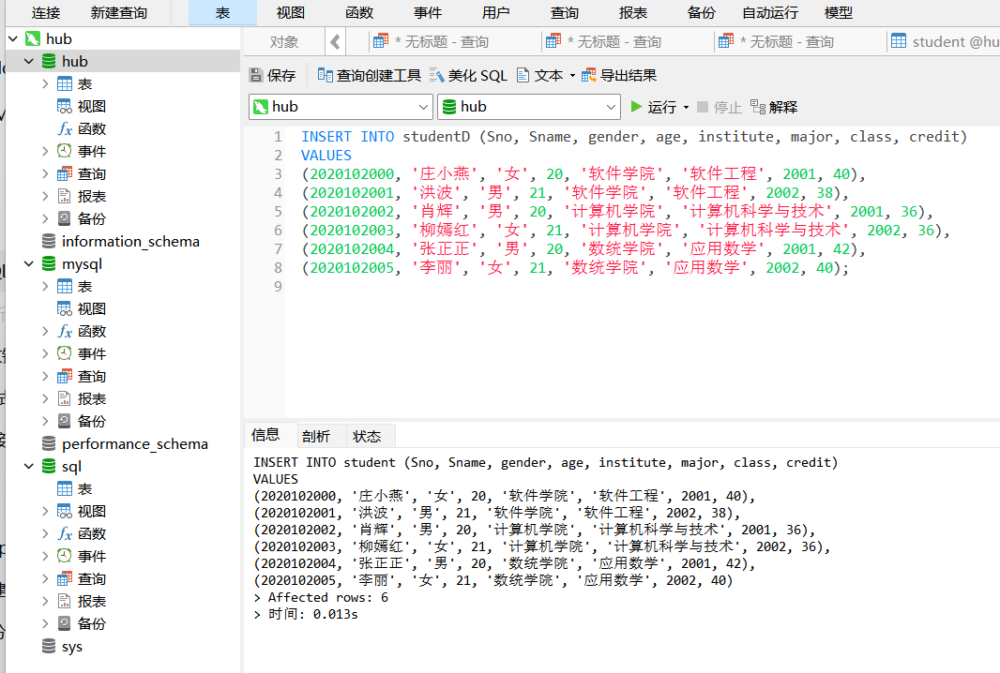 连接 新建查询 表 视图 函数 事件 用户 查询 报表 备份 自动运行 模型
hub
hub
表
视图
函数
事件
查询
报表
备份
information_schema
mysql
表
视图
函数
事件
查询
报表
备份
performance_schema
sql
表
视图
函数
事件
查询
报表
备份
sys
对象 * 无标题 - 查询 * 无标题 - 查询 * 无标题 - 查询 student @hu
保存 查询创建工具 美化 SQL 文本 导出结果
hub hub 运行 停止 解释
1 INSERT INTO studentD (Sno, Sname, gender, age, institute, major, class, credit)
2 VALUES
3 (2020102000, '庄小燕', '女', 20, '软件学院', '软件工程', 2001, 40),
4 (2020102001, '洪波', '男', 21, '软件学院', '软件工程', 2002, 38),
5 (2020102002, '肖辉', '男', 20, '计算机学院', '计算机科学与技术', 2001, 36),
6 (2020102003, '柳嫣红', '女', 21, '计算机学院', '计算机科学与技术', 2002, 36),
7 (2020102004, '张正正', '男', 20, '数统学院', '应用数学', 2001, 42),
8 (2020102005, '李丽', '女', 21, '数统学院', '应用数学', 2002, 40);
9
信息 剖析 状态
INSERT INTO student (Sno, Sname, gender, age, institute, major, class, credit)
VALUES
(2020102000, '庄小燕', '女', 20, '软件学院', '软件工程', 2001, 40),
(2020102001, '洪波', '男', 21, '软件学院', '软件工程', 2002, 38),
(2020102002, '肖辉', '男', 20, '计算机学院', '计算机科学与技术', 2001, 36),
(2020102003, '柳嫣红', '女', 21, '计算机学院', '计算机科学与技术', 2002, 36),
(2020102004, '张正正', '男', 20, '数统学院', '应用数学', 2001, 42),
(2020102005, '李丽', '女', 21, '数统学院', '应用数学', 2002, 40)
> Affected rows: 6
> 时间: 0.013s